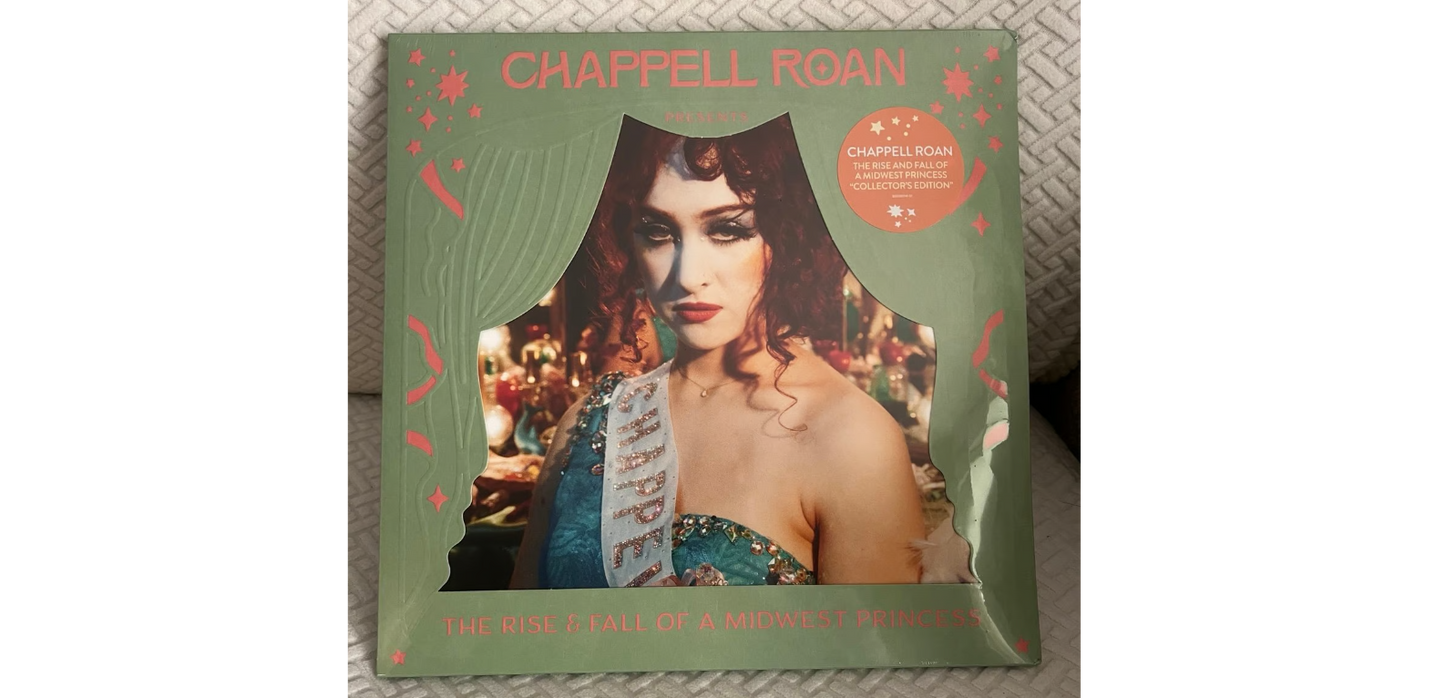 CHAPPELL ROAN
PRESENTS
CHAPPELL ROAN
THE RISE AND FALL OF
A MIDWEST PRINCESS
"COLLECTOR'S EDITION"
CHAPPEL
THE RISE & FALL OF A MIDWEST PRINCESS